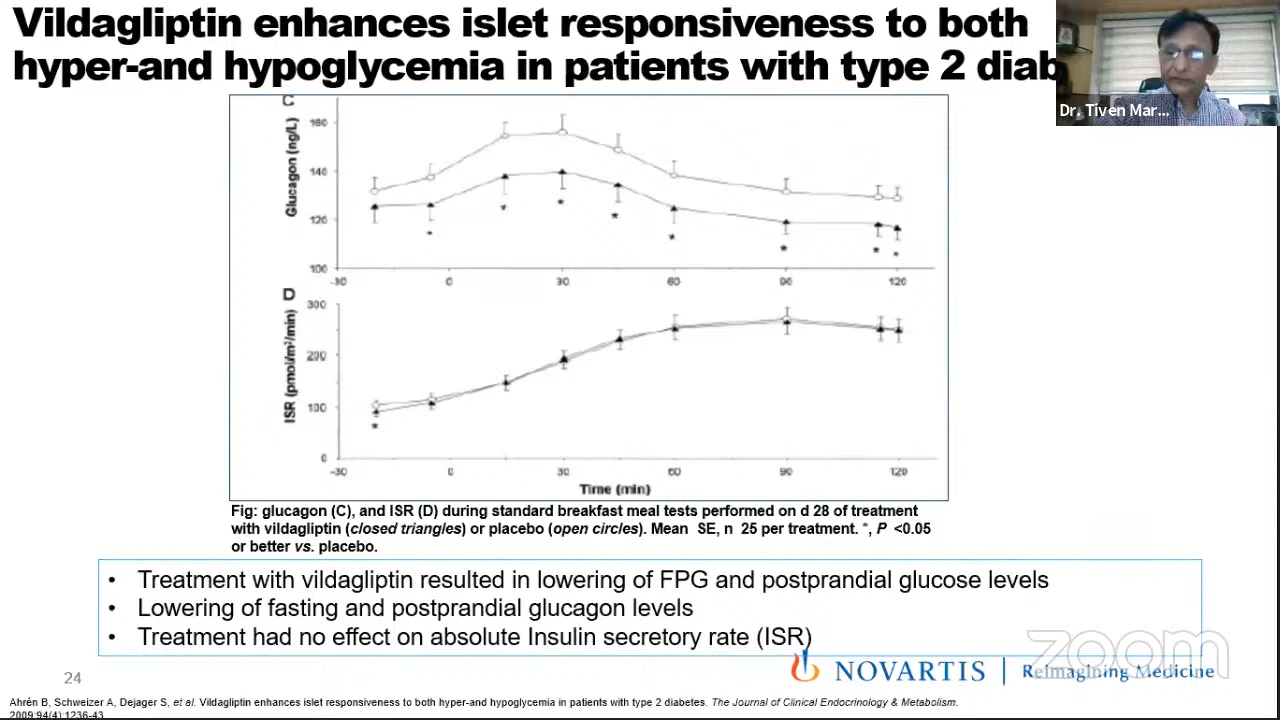 Vildagliptin enhances islet responsiveness to both
hyper-and hypoglycemia in patients with type 2 diab
Dr. Tiven Mar...
C
Glucagon (ng/L)
160
140
120
100
-30 0 30 60 90 120
D
ISR (pmol/m²/min)
300
200
100
0
-30 0 30 60 90 120
Time (min)
Fig: glucagon (C), and ISR (D) during standard breakfast meal tests performed on d 28 of treatment
with vildagliptin (closed triangles) or placebo (open circles). Mean SE, n 25 per treatment. *, P <0.05
or better vs. placebo.
• Treatment with vildagliptin resulted in lowering of FPG and postprandial glucose levels
• Lowering of fasting and postprandial glucagon levels
• Treatment had no effect on absolute Insulin secretory rate (ISR)
zoom
NOVARTIS | Reimagining Medicine
24
Ahrén B, Schweizer A, Dejager S, et al. Vildagliptin enhances islet responsiveness to both hyper-and hypoglycemia in patients with type 2 diabetes. The Journal of Clinical Endocrinology & Metabolism.
2009;94(4):1236-43